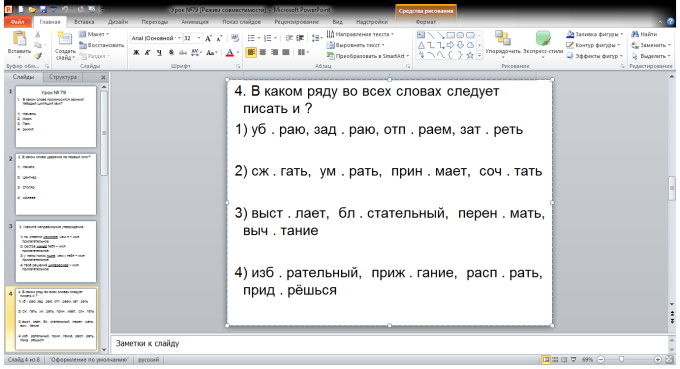 Урок №79 [Режим совместимости] - Microsoft PowerPoint
Средства рисования
Файл Главная Вставка Дизайн Переходы Анимация Показ слайдов Рецензирование Вид Надстройки Формат
Вставить
Создать слайд
Макет
Восстановить
Раздел
Arial (Основной 32
Направление текста
Выровнять текст
Преобразовать в SmartArt
Упорядочить Экспресс-стили
Заливка фигуры
Контур фигуры
Эффекты фигур
Найти
Заменить
Выделить
Буфер обм... Слайды Шрифт Абзац Рисование Редактирование
Слайды Структура
1
Урок № 79
2
3
4
4. В каком ряду во всех словах следует
писать и ?
1) уб . раю, зад . раю, отп . раем, зат . реть
2) сж . гать, ум . рать, прин . мает, соч . тать
3) выст . лает, бл . стательный, перен . мать,
выч . тание
4) изб . рательный, приж . гание, расп . рать,
прид . рёшься
Заметки к слайду
Слайд 4 из 8 "Оформление по умолчанию" русский 69%